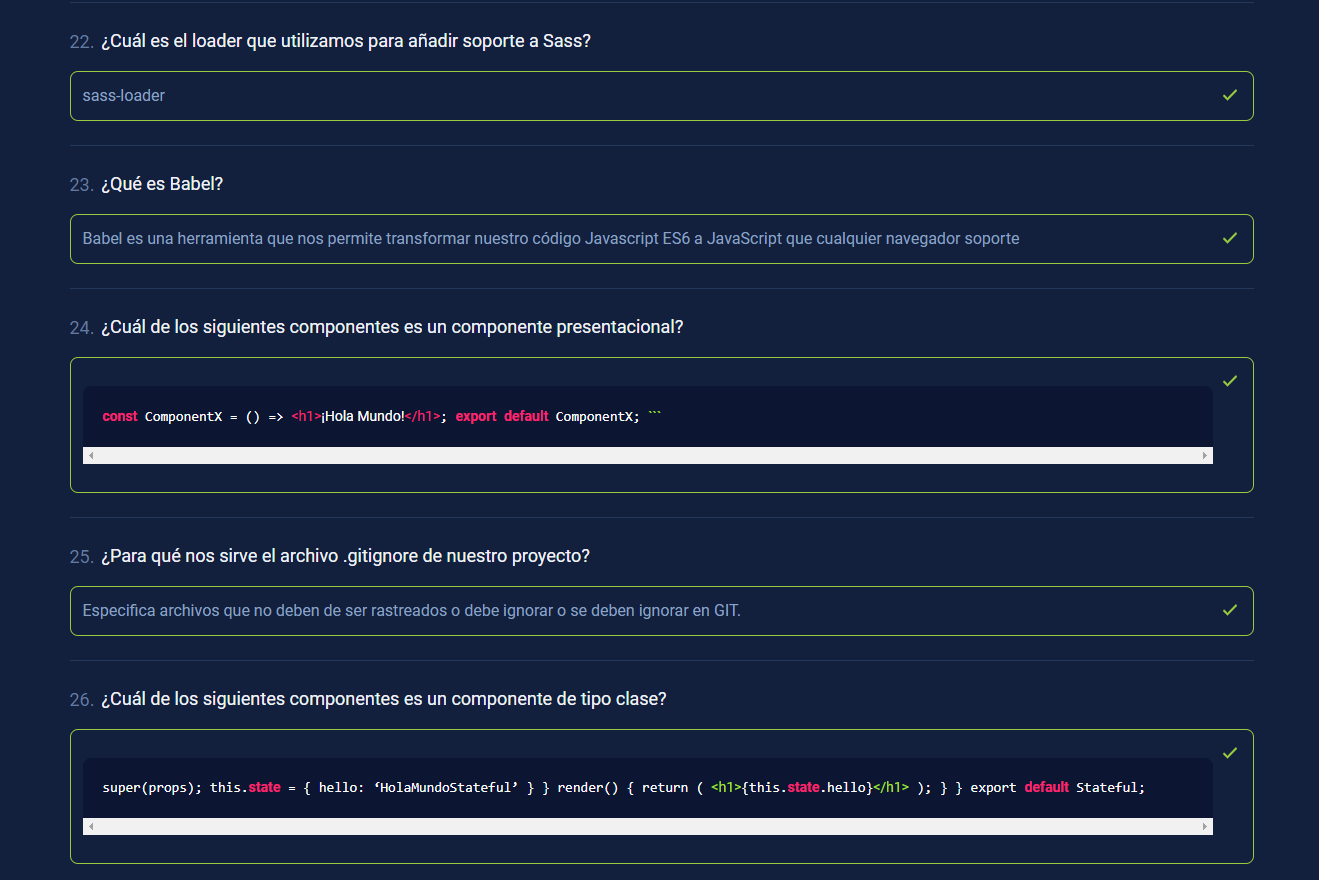 22. ¿Cuál es el loader que utilizamos para añadir soporte a Sass?
sass-loader
23. ¿Qué es Babel?
Babel es una herramienta que nos permite transformar nuestro código Javascript ES6 a JavaScript que cualquier navegador soporte
24. ¿Cuál de los siguientes componentes es un componente presentacional?
const ComponentX = () => <h1>¡Hola Mundo!</h1>; export default ComponentX; ```
25. ¿Para qué nos sirve el archivo .gitignore de nuestro proyecto?
Especifica archivos que no deben de ser rastreados o debe ignorar o se deben ignorar en GIT.
26. ¿Cuál de los siguientes componentes es un componente de tipo clase?
super(props); this.state = { hello: ‘HolaMundoStateful’ } } render() { return ( <h1>{this.state.hello}</h1> ); } } export default Stateful;